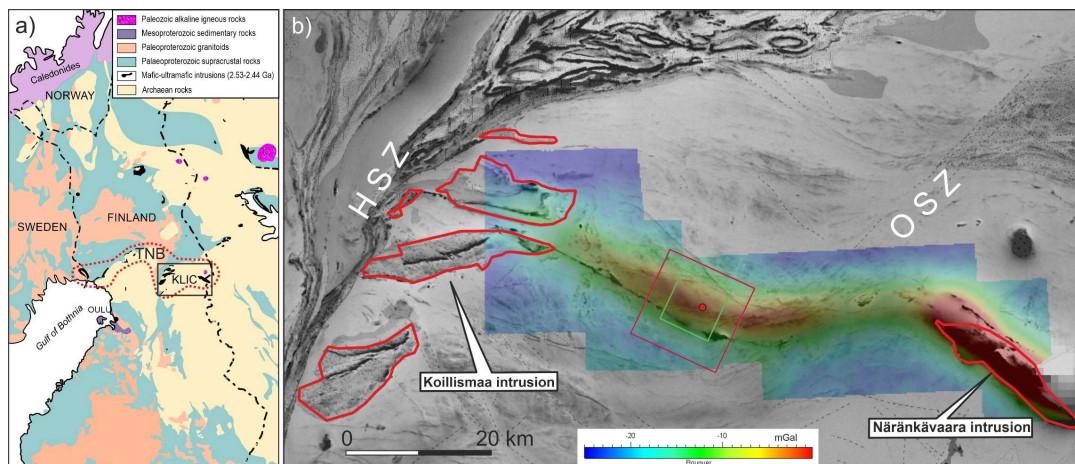 a)
Paleozoic alkaline igneous rocks
Mesoproterozoic sedimentary rocks
Paleoproterozoic granitoids
Palaeoproterozoic supracrustal rocks
Mafic-ultramafic intrusions (2.53-2.44 Ga)
Archaean rocks
Caledonides
NORWAY
SWEDEN
FINLAND
TNB
KLIC
OULU
Gulf of Bothnia
b)
HSZ
OSZ
Koillismaa intrusion
Näränkävaara intrusion
0 20 km
-20 -10 mGal
Bouguer